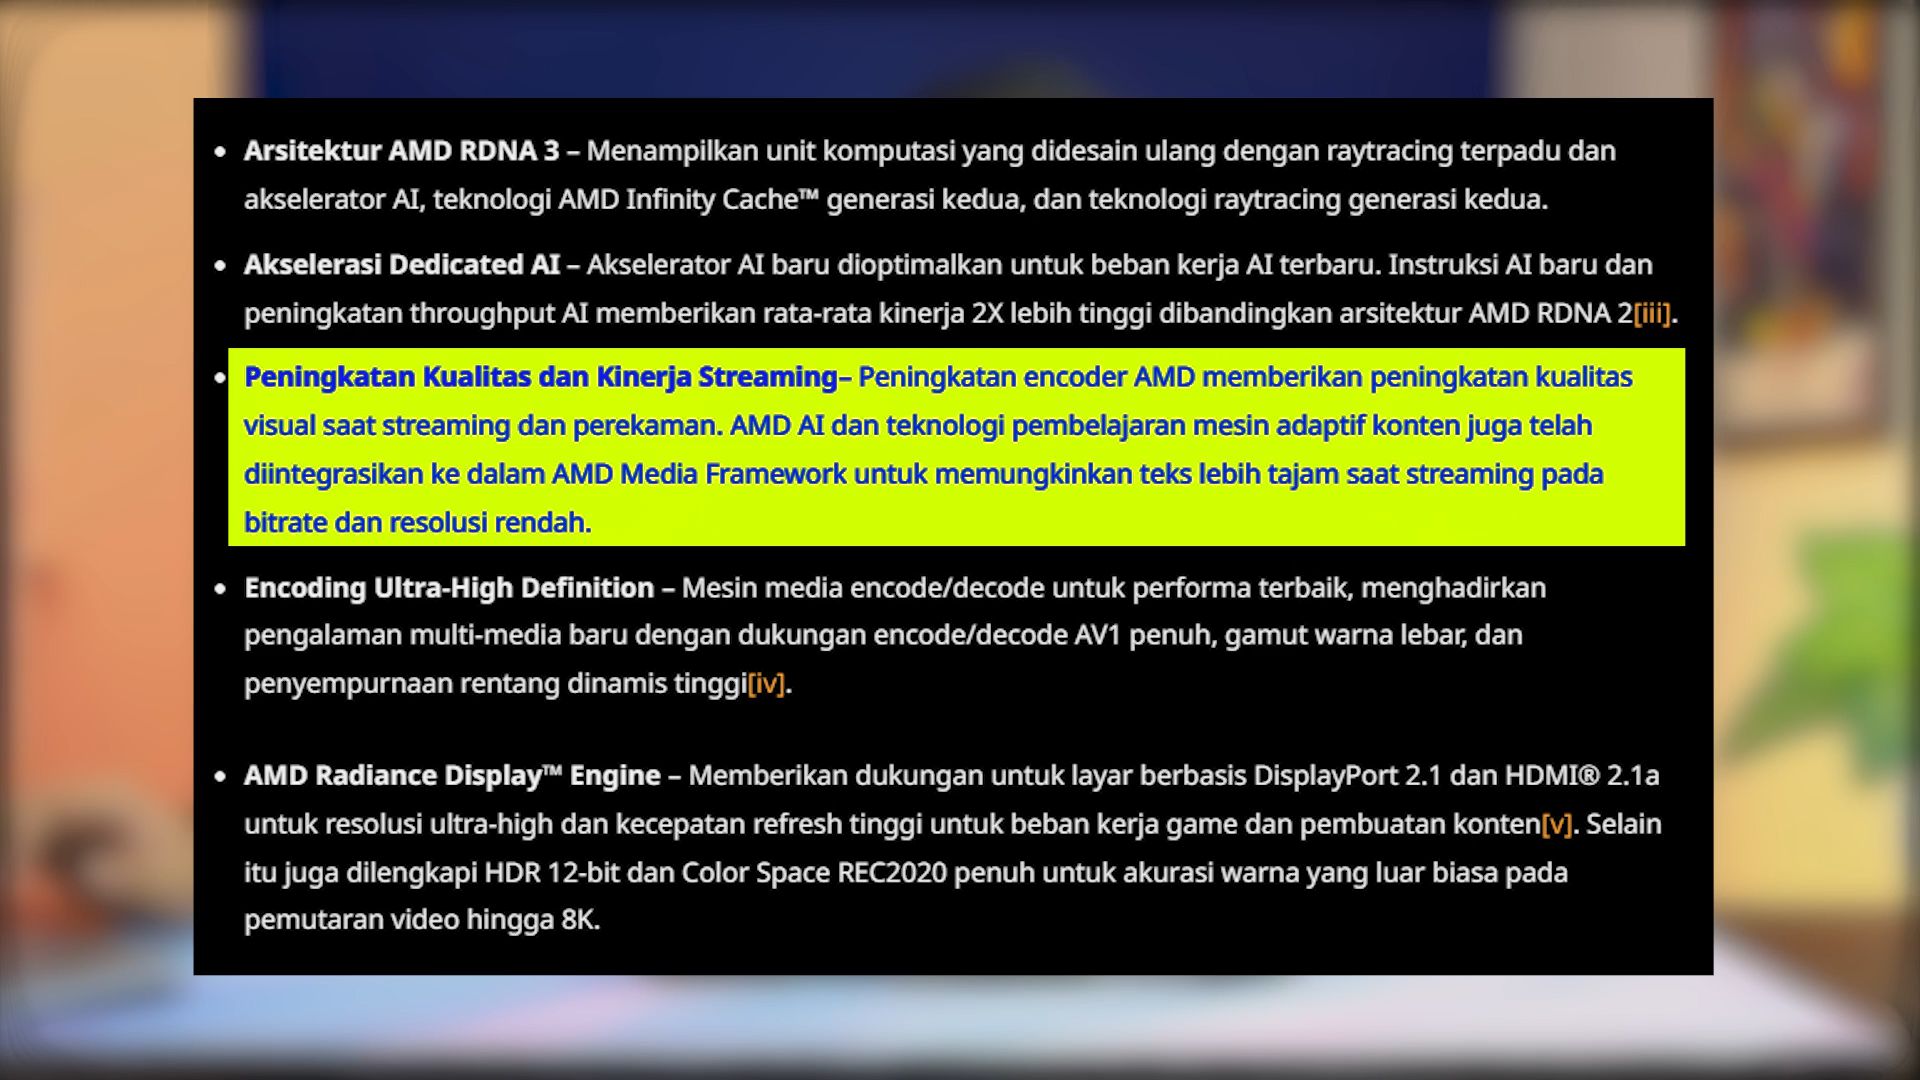 • Arsitektur AMD RDNA 3 – Menampilkan unit komputasi yang didesain ulang dengan raytracing terpadu dan
akselerator AI, teknologi AMD Infinity Cache™ generasi kedua, dan teknologi raytracing generasi kedua.
• Akselerasi Dedicated AI – Akselerator AI baru dioptimalkan untuk beban kerja AI terbaru. Instruksi AI baru dan
peningkatan throughput AI memberikan rata-rata kinerja 2X lebih tinggi dibandingkan arsitektur AMD RDNA 2[iii].
• Peningkatan Kualitas dan Kinerja Streaming– Peningkatan encoder AMD memberikan peningkatan kualitas
visual saat streaming dan perekaman. AMD AI dan teknologi pembelajaran mesin adaptif konten juga telah
diintegrasikan ke dalam AMD Media Framework untuk memungkinkan teks lebih tajam saat streaming pada
bitrate dan resolusi rendah.
• Encoding Ultra-High Definition – Mesin media encode/decode untuk performa terbaik, menghadirkan
pengalaman multi-media baru dengan dukungan encode/decode AV1 penuh, gamut warna lebar, dan
penyempurnaan rentang dinamis tinggi[iv].
• AMD Radiance Display™ Engine – Memberikan dukungan untuk layar berbasis DisplayPort 2.1 dan HDMI® 2.1a
untuk resolusi ultra-high dan kecepatan refresh tinggi untuk beban kerja game dan pembuatan konten[v]. Selain
itu juga dilengkapi HDR 12-bit dan Color Space REC2020 penuh untuk akurasi warna yang luar biasa pada
pemutaran video hingga 8K.